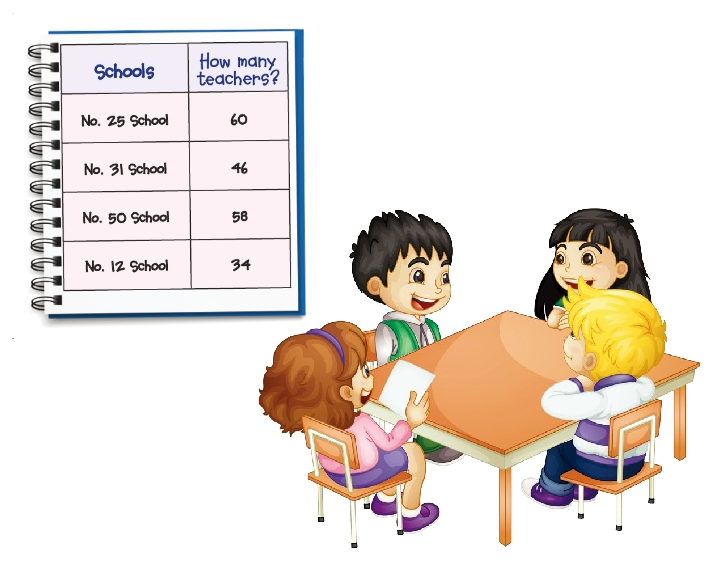 Schools
How many
teachers?
No. 25 School
60
No. 31 School
46
No. 50 School
58
No. 12 School
34